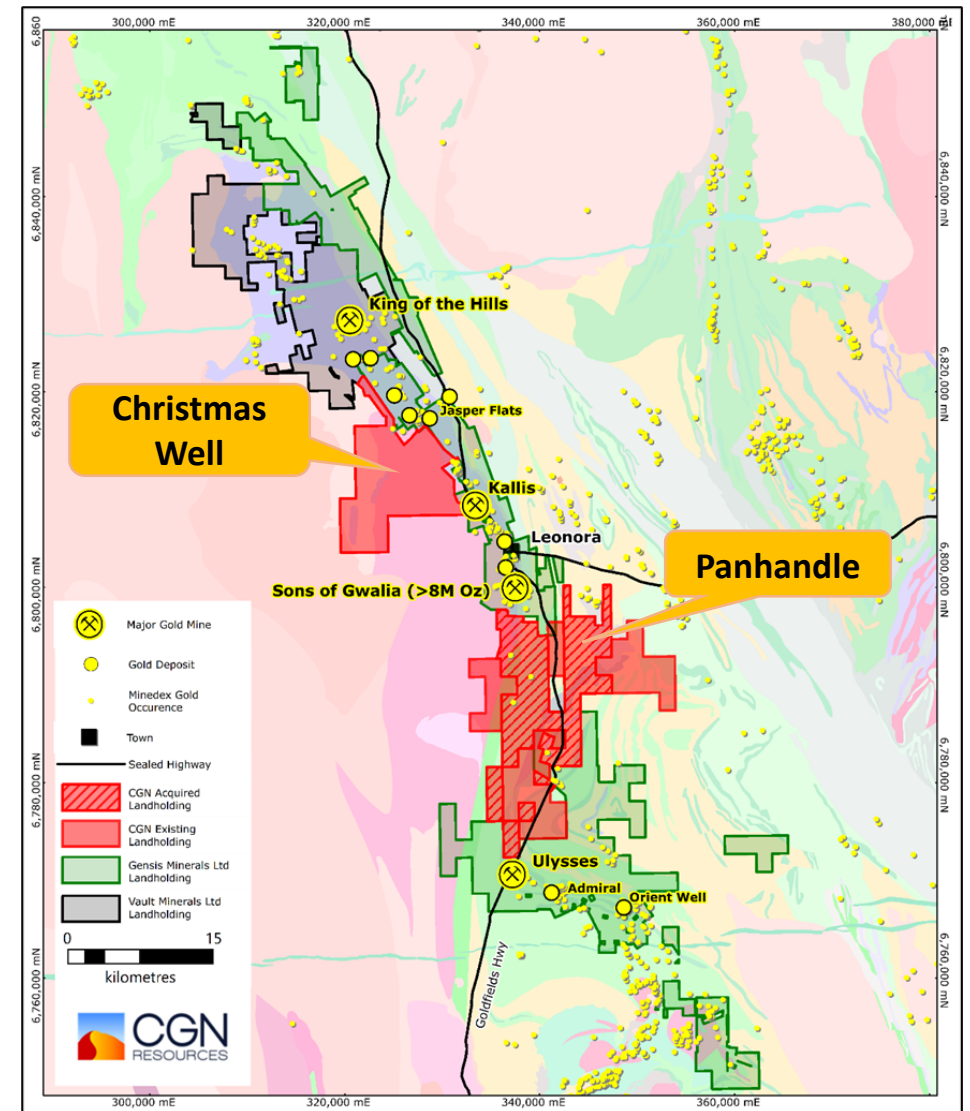 300,000 mE
320,000 mE
340,000 mE
360,000 mE
380,000 mE
6,860
6,840,000 mN
6,840,000 mN
King of the Hills
6,820,000 mN
6,820,000 mN
Christmas
Well
Jasper Flats
Kallis
Leonora
Panhandle
Sons of Gwalia (>8M Oz)
6,800,000 mN
6,800,000 mN
Major Gold Mine
Gold Deposit
Minedex Gold
Occurence
Town
Sealed Highway
CGN Acquired
Landholding
CGN Existing
Landholding
Gensis Minerals Ltd
Landholding
Vault Minerals Ltd
Landholding
0
15
kilometres
CGN
RESOURCES
6,780,000 mN
6,780,000 mN
Ulysses
Admiral
Orient Well
Goldfields Hwy
6,760,000 mN
6,760,000 mN
300,000 mE
320,000 mE
340,000 mE
360,000 mE